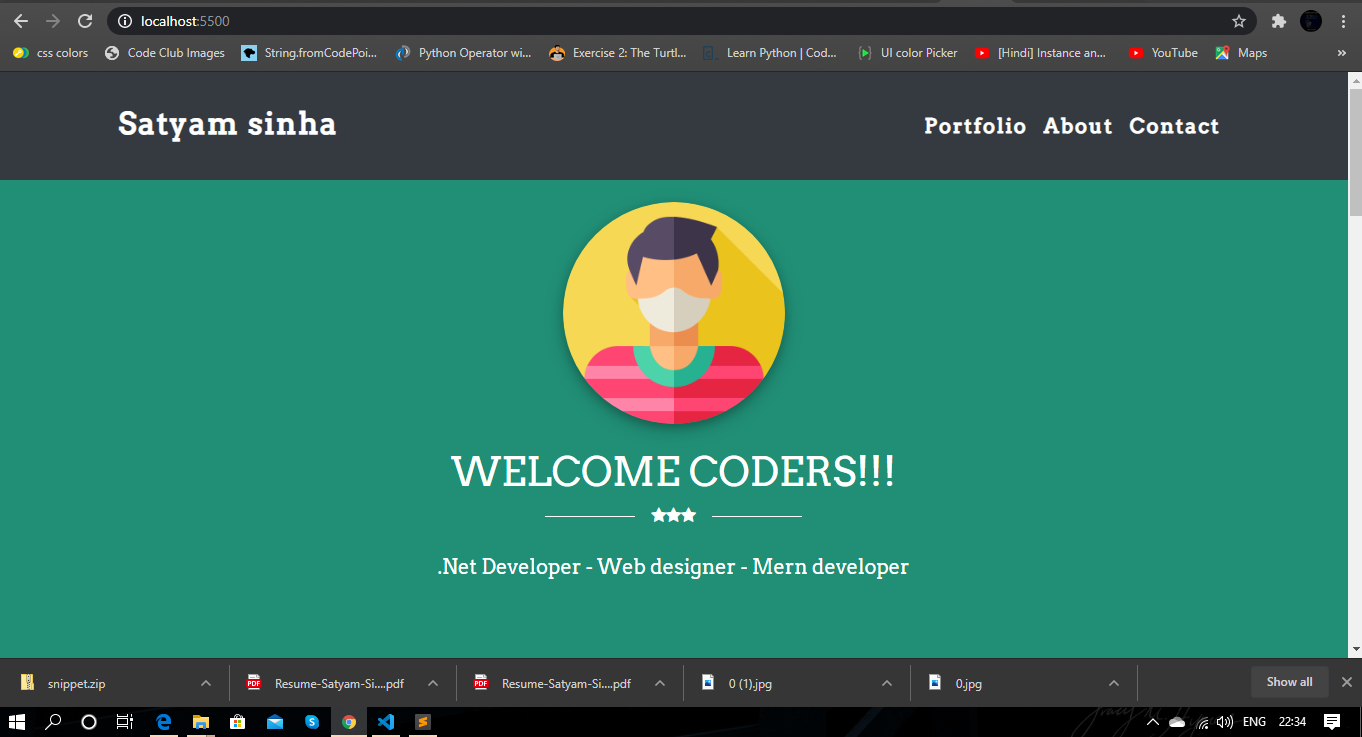 localhost:5500
css colors
Code Club Images
String.fromCodePoi...
Python Operator wi...
Exercise 2: The Turtl...
Learn Python | Cod...
UI color Picker
[Hindi] Instance an...
YouTube
Maps
»
Satyam sinha
Portfolio About Contact
WELCOME CODERS!!!
.Net Developer - Web designer - Mern developer
snippet.zip
PDF
Resume-Satyam-Si....pdf
PDF
Resume-Satyam-Si....pdf
0 (1).jpg
0.jpg
Show all
ENG
22:34